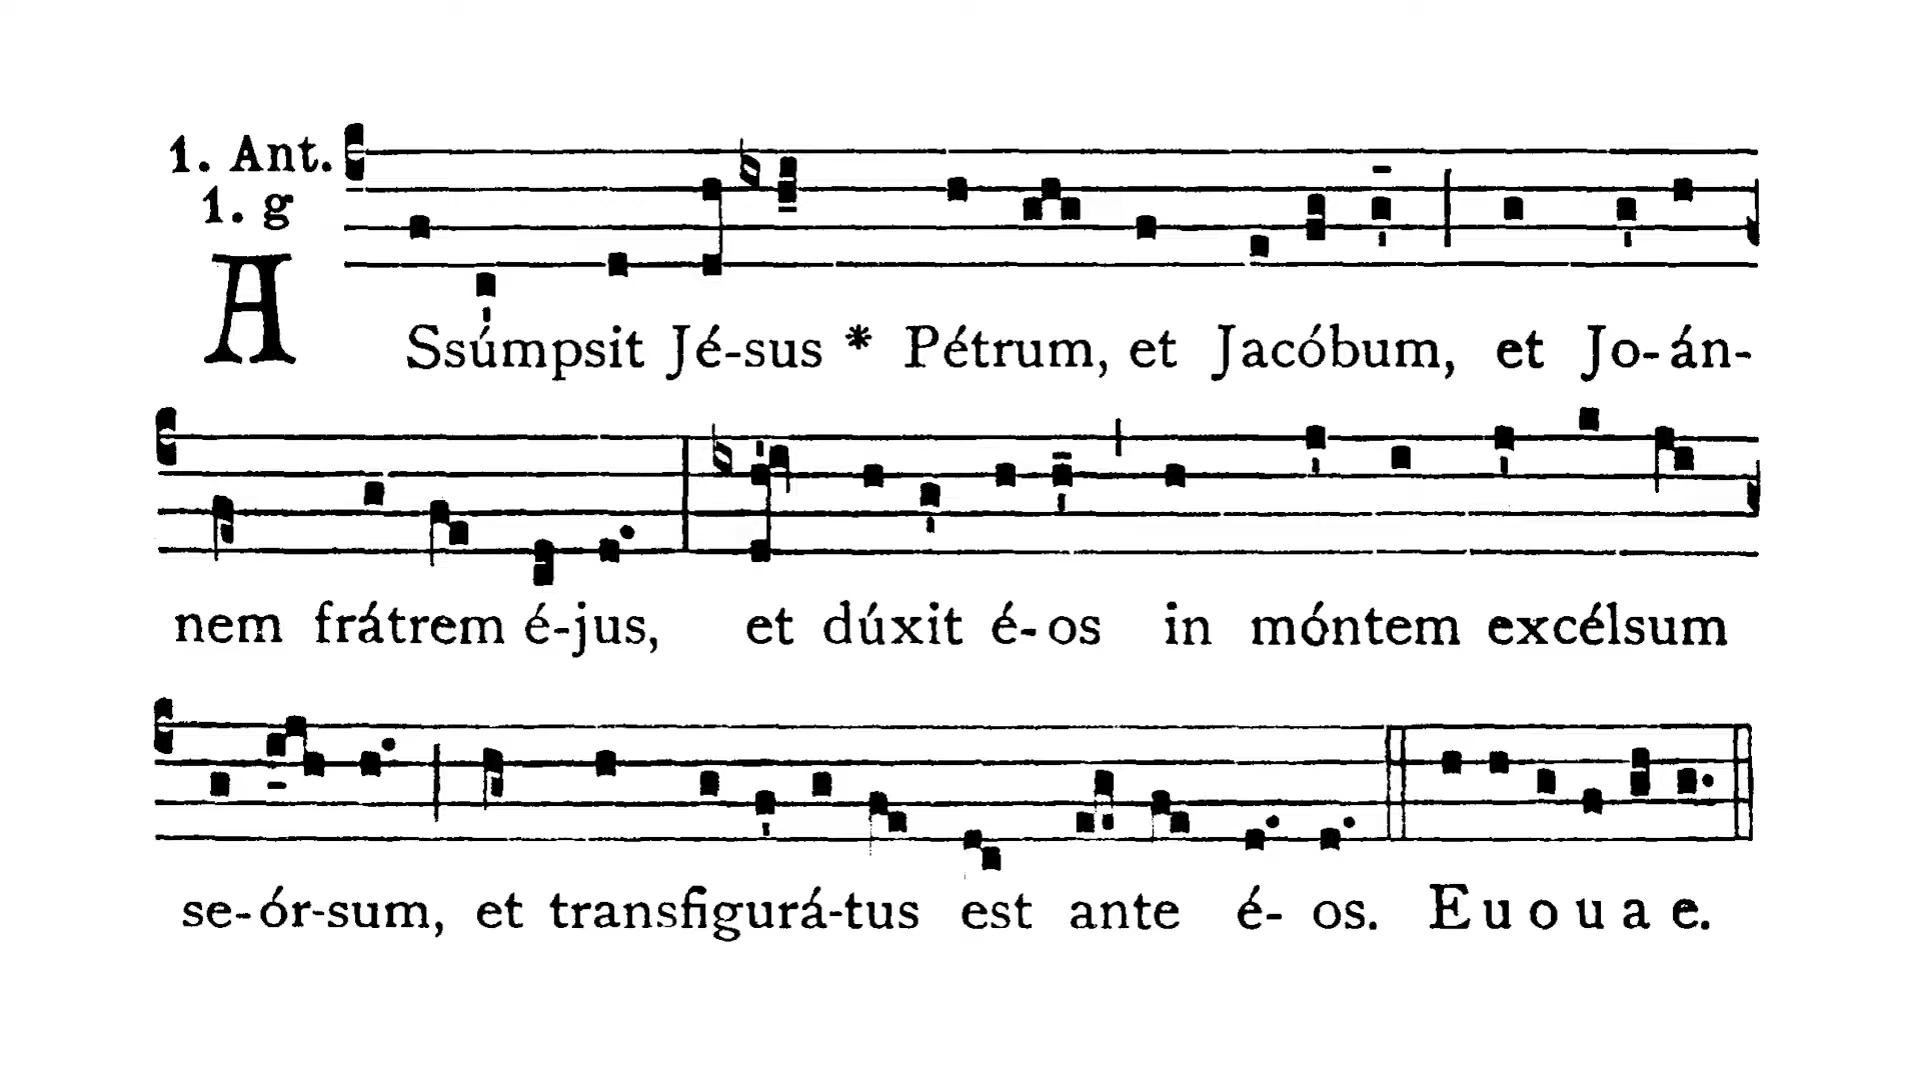 1. Ant.
1. g
ASsúmpsit Jé-sus * Pétrum, et Jacóbum, et Jo-án-
nem frátrem é-jus, et dúxit é-os in móntem excélsum
se-ór-sum, et transfigurá-tus est ante é- os. E u o u a e.